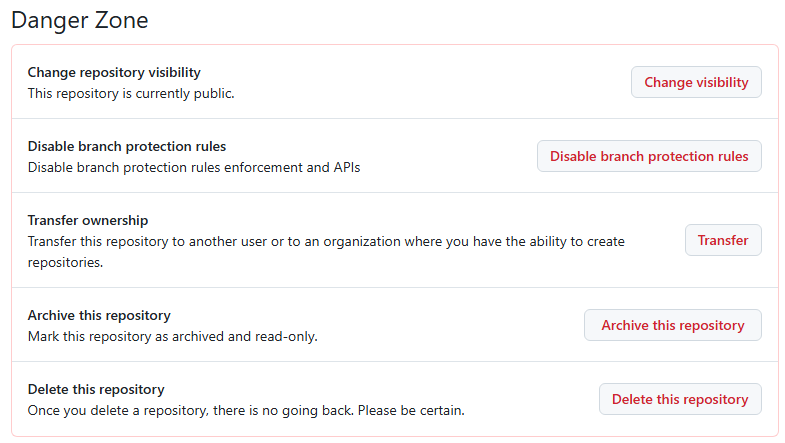 Danger Zone
Change repository visibility
This repository is currently public.
Change visibility
Disable branch protection rules
Disable branch protection rules enforcement and APIs
Disable branch protection rules
Transfer ownership
Transfer this repository to another user or to an organization where you have the ability to create
repositories.
Transfer
Archive this repository
Mark this repository as archived and read-only.
Archive this repository
Delete this repository
Once you delete a repository, there is no going back. Please be certain.
Delete this repository